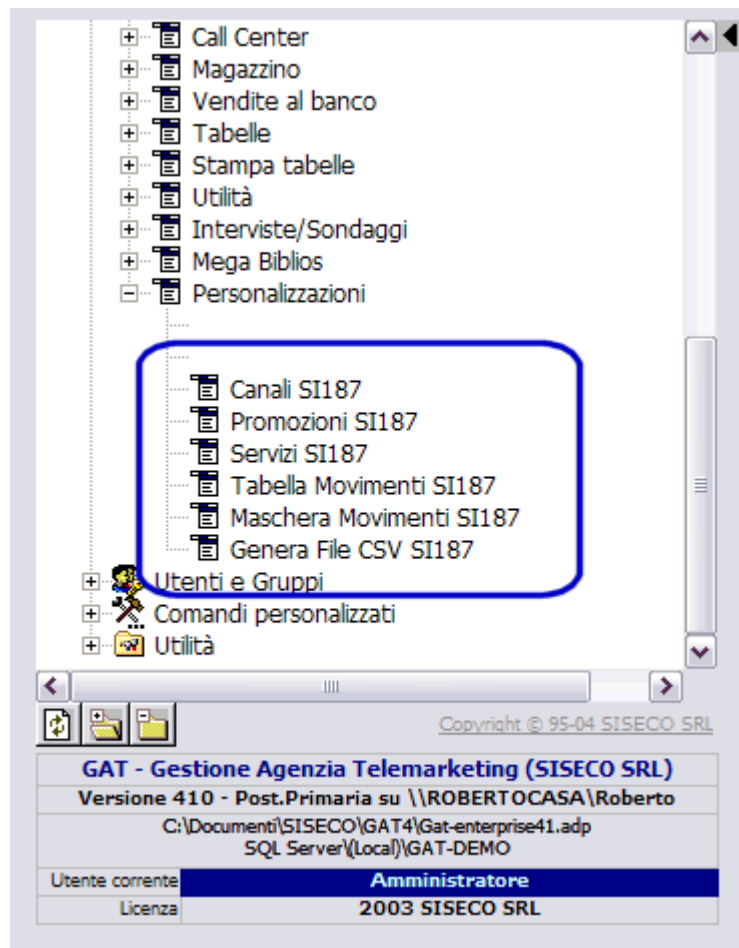 Call Center
Magazzino
Vendite al banco
Tabelle
Stampa tabelle
Utilità
Interviste/Sondaggi
Mega Biblios
Personalizzazioni
Canali SI187
Promozioni SI187
Servizi SI187
Tabella Movimenti SI187
Maschera Movimenti SI187
Genera File CSV SI187
Utenti e Gruppi
Comandi personalizzati
Utilità
Copyright © 95-04 SISECO SRL
GAT - Gestione Agenzia Telemarketing (SISECO SRL)
Versione 410 - Post.Primaria su \\ROBERTOCASA\Roberto
C:\Documenti\SISECO\GAT4\Gat-enterprise41.adp
SQL Server\(Local)\GAT-DEMO
Utente corrente Amministratore
Licenza 2003 SISECO SRL